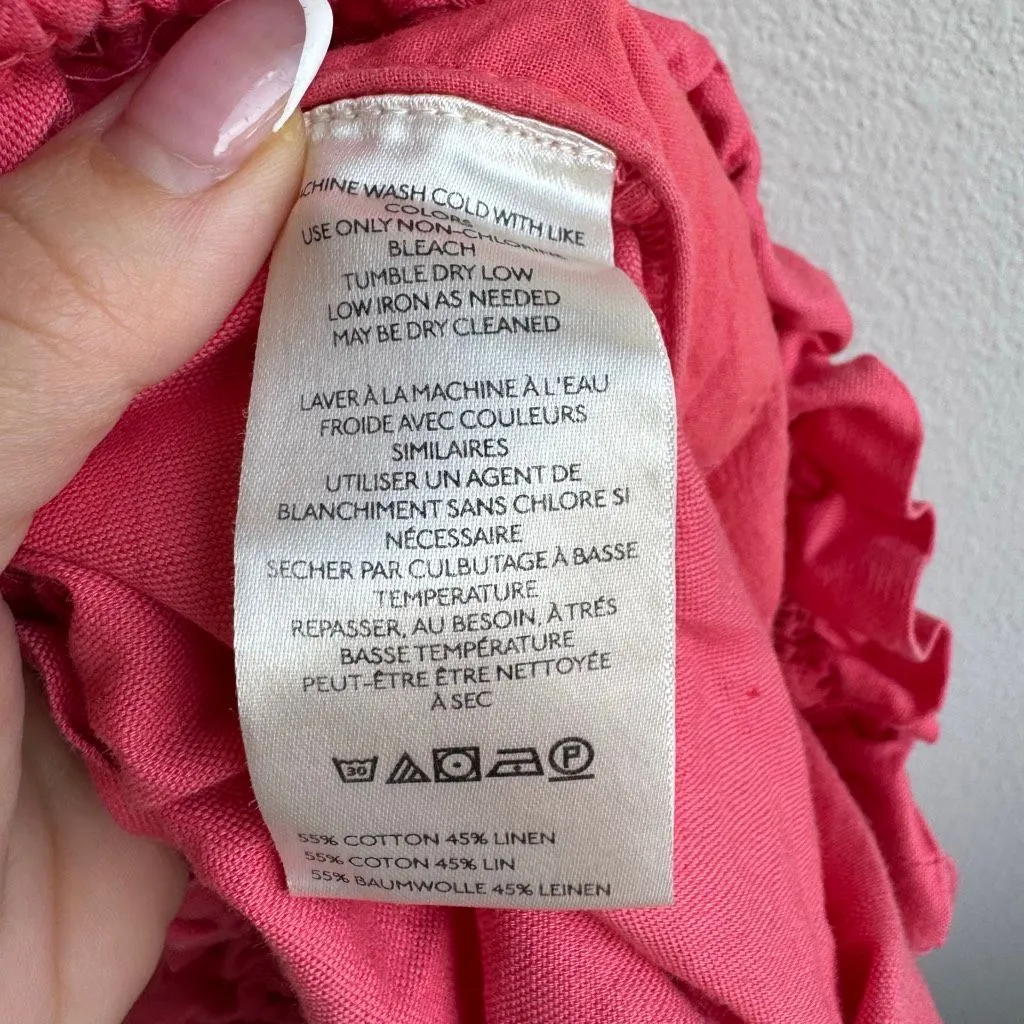 CHINE WASH COLD WITH LIKE
COLORS
USE ONLY NON-CHLORINE
BLEACH
TUMBLE DRY LOW
LOW IRON AS NEEDED
MAY BE DRY CLEANED
LAVER À LA MACHINE À L'EAU
FROIDE AVEC COULEURS
SIMILAIRES
UTILISER UN AGENT DE
BLANCHIMENT SANS CHLORE SI
NÉCESSAIRE
SECHER PAR CULBUTAGE À BASSE
TEMPERATURE
REPASSER, AU BESOIN, À TRÉS
BASSE TEMPÉRATURE
PEUT-ÊTRE ÊTRE NETTOYÉE
À SEC
30 P
55% COTTON 45% LINEN
55% COTON 45% LIN
55% BAUMWOLLE 45% LEINEN